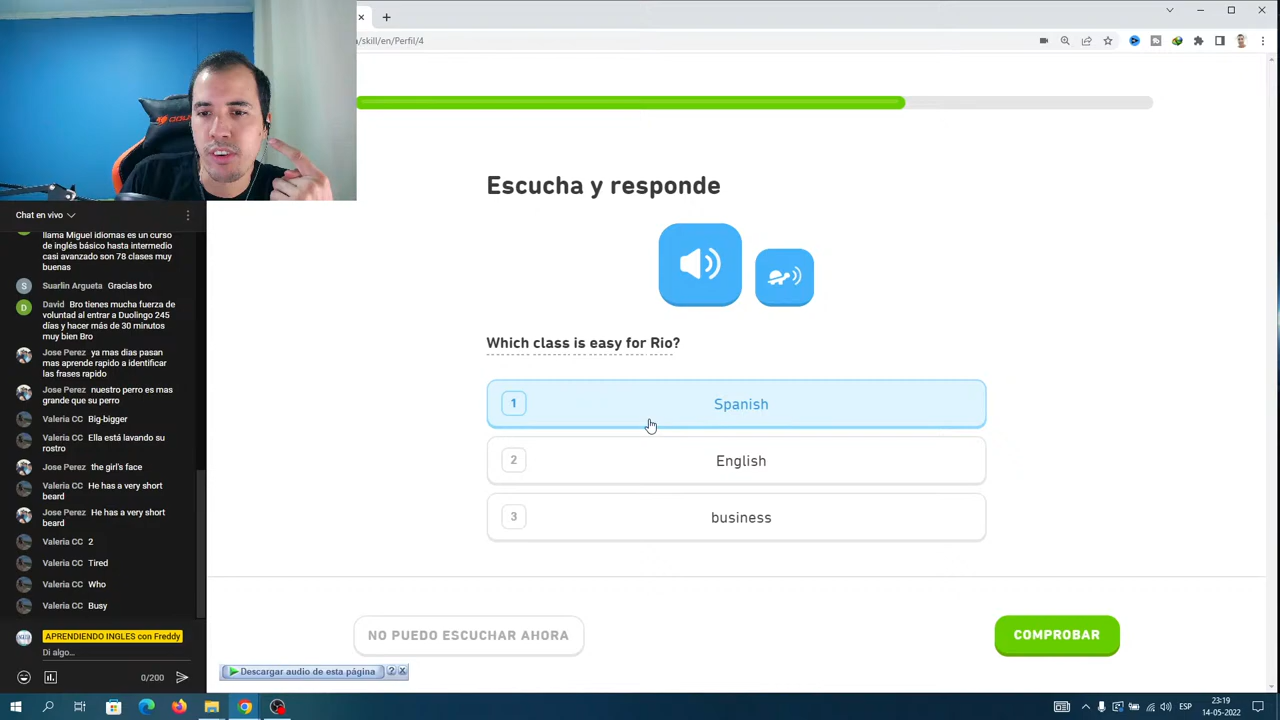 /skill/en/Perfil/4
Chat en vivo
llama Miguel idiomas es un curso
de inglés básico hasta intermedio
casi avanzado son 78 clases muy
buenas
S Suarlin Argueta Gracias bro
D David Bro tienes mucha fuerza de
voluntad al entrar a Duolingo 245
días y hacer más de 30 minutos
muy bien Bro
Jose Perez ya mas dias pasan
mas aprende rapido a identificar
las frases rapido
Jose Perez nuestro perro es mas
grande que su perro
Valeria CC Big-bigger
Valeria CC Ella está lavando su
rostro
Jose Perez the girl's face
Valeria CC He has a very short
beard
Jose Perez He has a very short
beard
Valeria CC 2
Valeria CC Tired
Valeria CC Who
Valeria CC Busy
APRENDIENDO INGLES con Freddy
Di algo...
0/200
Escucha y responde
Which class is easy for Rio?
1 Spanish
2 English
3 business
NO PUEDO ESCUCHAR AHORA
COMPROBAR
Descargar audio de esta página
ESP
23:19
14-05-2022